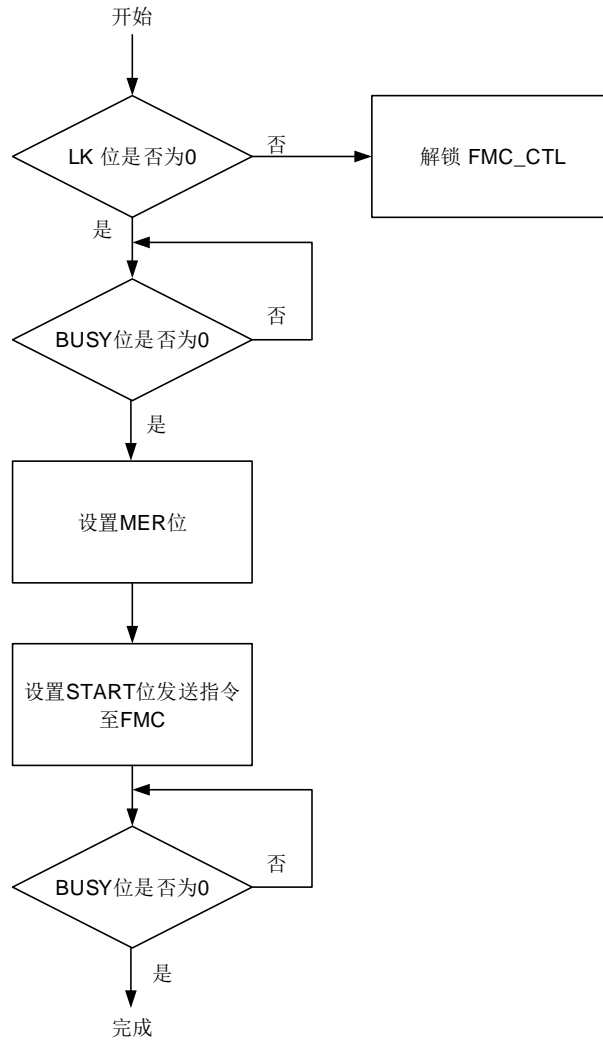 开始
LK 位是否为0
否
解锁 FMC_CTL
是
BUSY位是否为0
否
是
设置MER位
设置START位发送指令
至FMC
BUSY位是否为0
否
是
完成